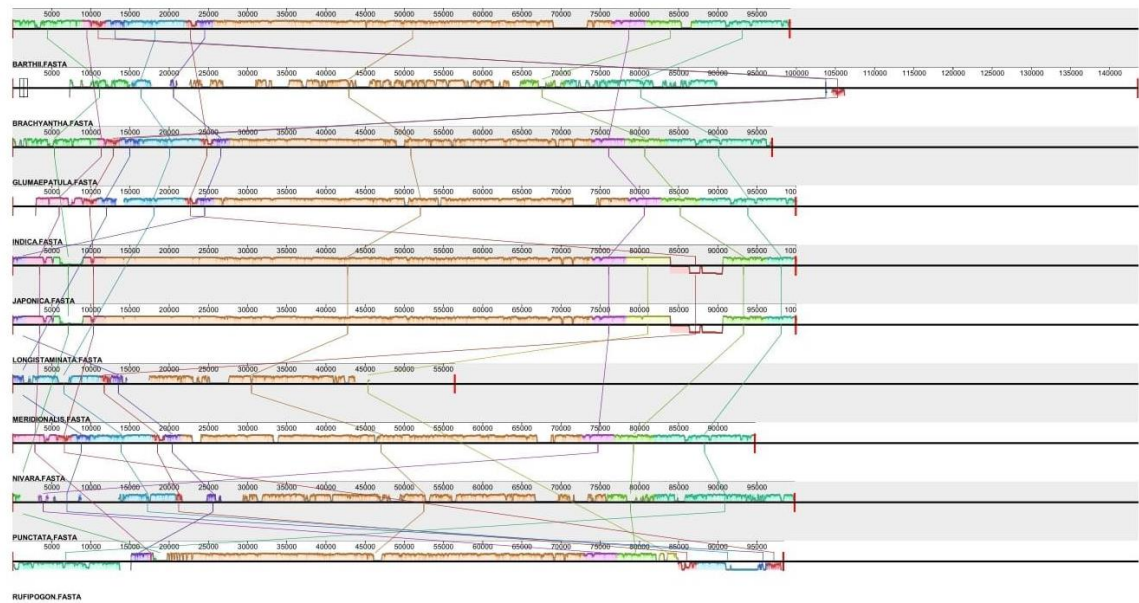 5000 10000 15000 20000 25000 30000 35000 40000 45000 50000 55000 60000 65000 70000 75000 80000 85000 90000 95000
BARTHII.FASTA
5000 10000 15000 20000 25000 30000 35000 40000 45000 50000 55000 60000 65000 70000 75000 80000 85000 90000 95000 100000 105000 110000 115000 120000 125000 130000 135000 140000
BRACHYANTHA.FASTA
5000 10000 15000 20000 25000 30000 35000 40000 45000 50000 55000 60000 65000 70000 75000 80000 85000 90000 95000
GLUMAEPATULA.FASTA
5000 10000 15000 20000 25000 30000 35000 40000 45000 50000 55000 60000 65000 70000 75000 80000 85000 90000 95000 100
INDICA.FASTA
5000 10000 15000 20000 25000 30000 35000 40000 45000 50000 55000 60000 65000 70000 75000 80000 85000 90000 95000 100
JAPONICA.FASTA
5000 10000 15000 20000 25000 30000 35000 40000 45000 50000 55000 60000 65000 70000 75000 80000 85000 90000 95000 100
LONGISTAMINATA.FASTA
5000 10000 15000 20000 25000 30000 35000 40000 45000 50000 55000
MERIDIONALIS.FASTA
5000 10000 15000 20000 25000 30000 35000 40000 45000 50000 55000 60000 65000 70000 75000 80000 85000 90000
NIVARA.FASTA
5000 10000 15000 20000 25000 30000 35000 40000 45000 50000 55000 60000 65000 70000 75000 80000 85000 90000 95000
PUNCTATA.FASTA
5000 10000 15000 20000 25000 30000 35000 40000 45000 50000 55000 60000 65000 70000 75000 80000 85000 90000 95000
RUFIPOGON.FASTA